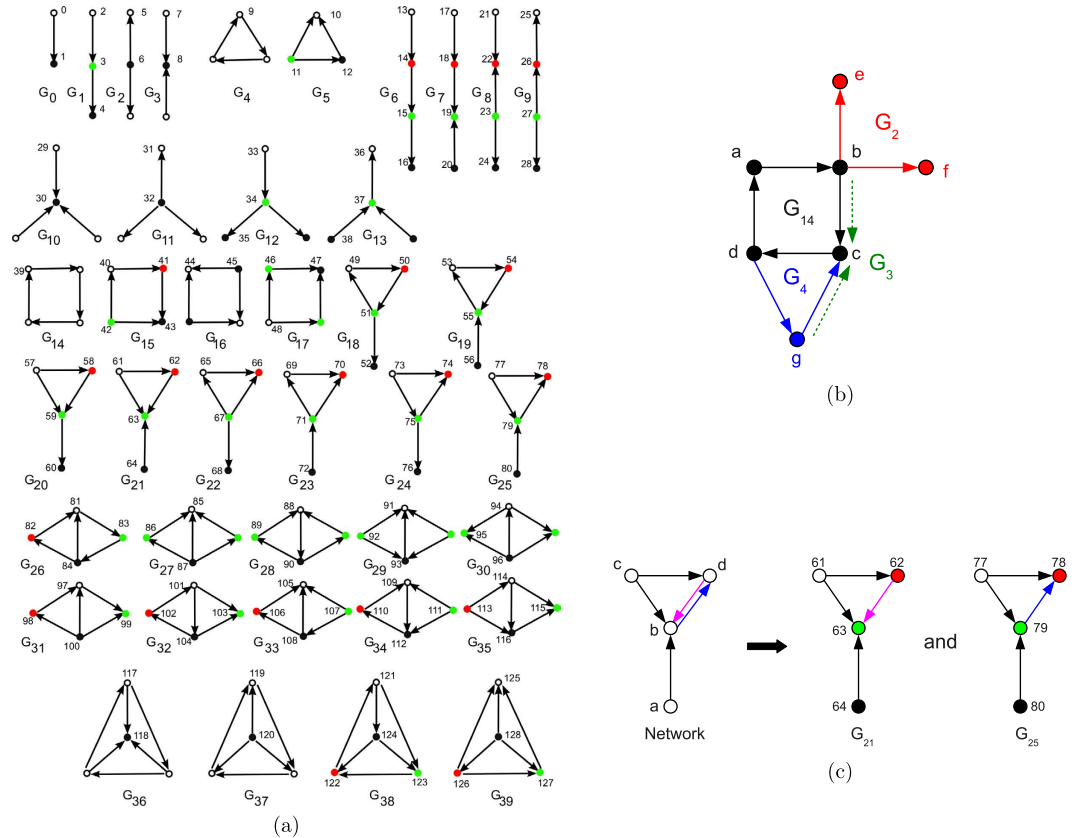 0 2 5 7 9 10 13 17 21 25
1 3 6 8 11 12 14 18 22 26
4 15 19 23 27
16 20 24 28
G0 G1 G2 G3 G4 G5 G6 G7 G8 G9
29 31 33 36
30 32 34 37
35 38
G10 G11 G12 G13
39 40 41 44 45 46 47 49 50 53 54
42 43 48 51 55
52 56
G14 G15 G16 G17 G18 G19
57 58 61 62 65 66 69 70 73 74 77 78
59 63 67 71 75 79
60 64 68 72 76 80
G20 G21 G22 G23 G24 G25
81 85 88 91 94
82 83 86 89 92 95
84 87 90 93 96
G26 G27 G28 G29 G30
97 101 105 109 114
98 99 102 103 106 107 110 111 113 115
100 104 108 112 116
G31 G32 G33 G34 G35
117 119 121 125
118 120 124 128
122 123 126 127
G36 G37 G38 G39
(a)
e
G2
a b f
G14
d c G3
G4
g
(b)
c d 61 62 77 78
b 63 and 79
a 64 80
Network G21 G25
(c)